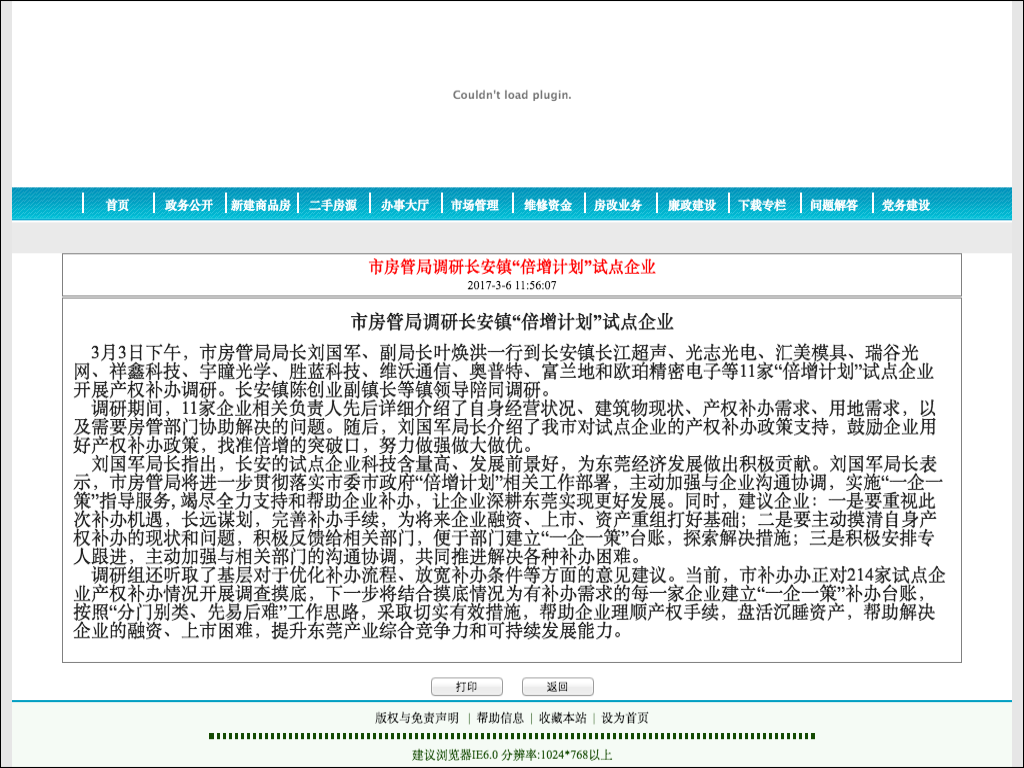 Couldn't load plugin.
首页 政务公开 新建商品房 二手房源 办事大厅 市场管理 维修资金 房改业务 廉政建设 下载专栏 问题解答 党务建设
市房管局调研长安镇“倍增计划”试点企业
2017-3-6 11:56:07
市房管局调研长安镇“倍增计划”试点企业
3月3日下午，市房管局局长刘国军、副局长叶焕洪一行到长安镇长江超声、光志光电、汇美模具、瑞谷光
网、祥鑫科技、宇瞳光学、胜蓝科技、维沃通信、奥普特、富兰地和欧珀精密电子等11家“倍增计划”试点企业
开展产权补办调研。长安镇陈创业副镇长等镇领导陪同调研。
调研期间，11家企业相关负责人先后详细介绍了自身经营状况、建筑物现状、产权补办需求、用地需求，以
及需要房管部门协助解决的问题。随后，刘国军局长介绍了我市对试点企业的产权补办政策支持，鼓励企业用
好产权补办政策，找准倍增的突破口，努力做强做大做优。
刘国军局长指出，长安的试点企业科技含量高、发展前景好，为东莞经济发展做出积极贡献。刘国军局长表
示，市房管局将进一步贯彻落实市委市政府“倍增计划”相关工作部署，主动加强与企业沟通协调，实施“一企一
策”指导服务, 竭尽全力支持和帮助企业补办，让企业深耕东莞实现更好发展。同时，建议企业：一是要重视此
次补办机遇，长远谋划，完善补办手续，为将来企业融资、上市、资产重组打好基础；二是要主动摸清自身产
权补办的现状和问题，积极反馈给相关部门，便于部门建立“一企一策”台账，探索解决措施；三是积极安排专
人跟进，主动加强与相关部门的沟通协调，共同推进解决各种补办困难。
调研组还听取了基层对于优化补办流程、放宽补办条件等方面的意见建议。当前，市补办办正对214家试点企
业产权补办情况开展调查摸底，下一步将结合摸底情况为有补办需求的每一家企业建立“一企一策”补办台账，
按照“分门别类、先易后难”工作思路，采取切实有效措施，帮助企业理顺产权手续，盘活沉睡资产，帮助解决
企业的融资、上市困难，提升东莞产业综合竞争力和可持续发展能力。
打印 返回
版权与免责声明 | 帮助信息 | 收藏本站 | 设为首页
建议浏览器IE6.0 分辨率:1024*768以上